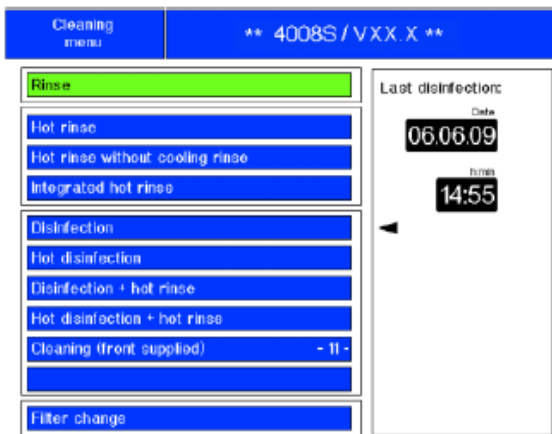 Cleaning
menu
** 4008S / VXX.X **
Rinse
Hot rinse
Hot rinse without cooling rinse
Integrated hot rinse
Disinfection
Hot disinfection
Disinfection + hot rinse
Hot disinfection + hot rinse
Cleaning (front supplied) - 11 -
Filter change
Last disinfection:
Date
06.06.09
h:min
14:55